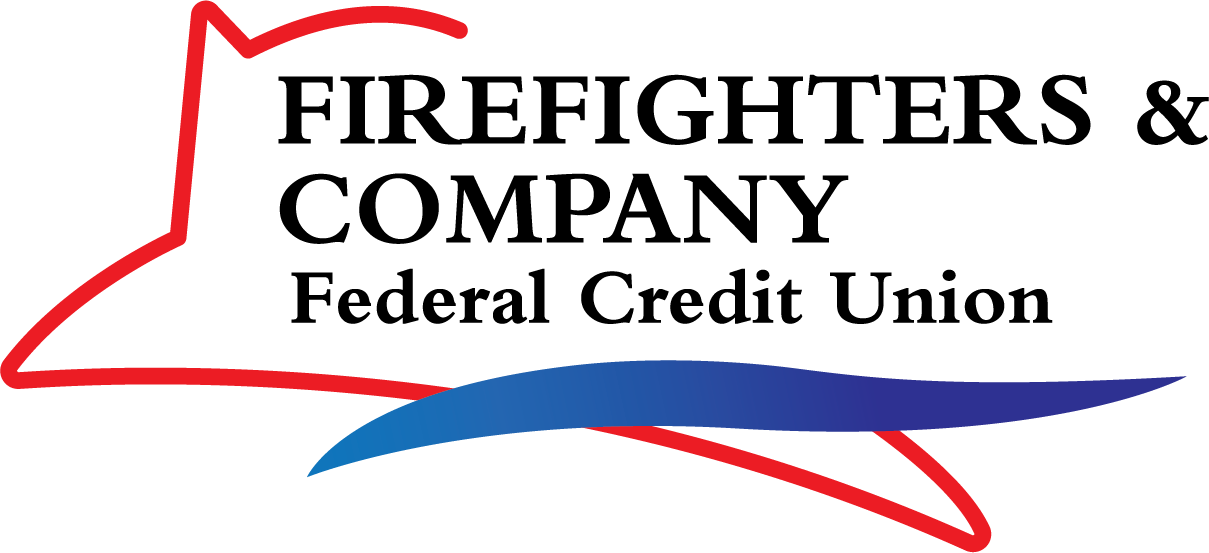 FIREFIGHTERS &
COMPANY
Federal Credit Union